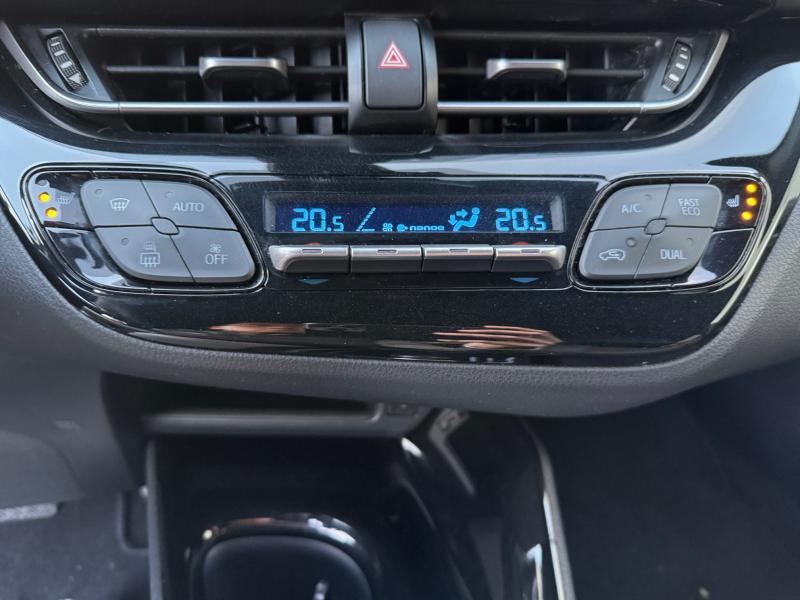 AUTO
OFF
20.5
nanoe
20.5
A/C
FAST
ECO
DUAL